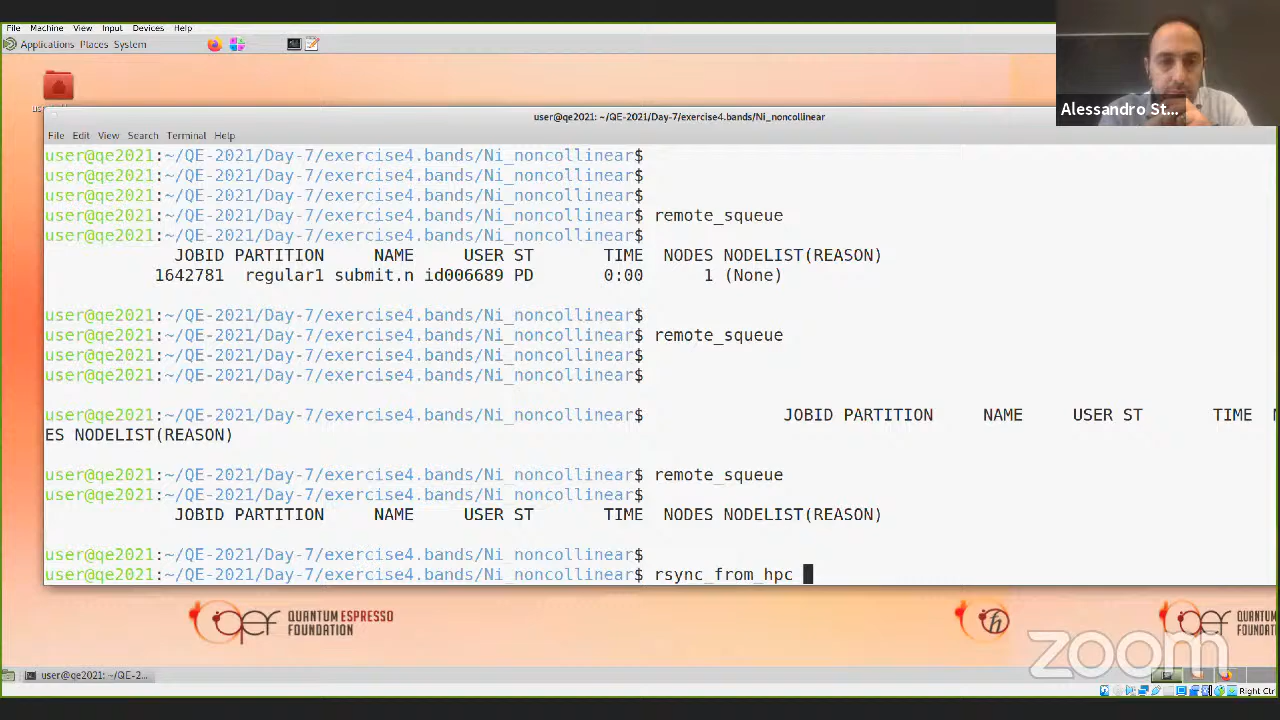 File Machine View Input Devices Help
Applications Places System
Alessandro St...
user@qe2021: ~/QE-2021/Day-7/exercise4.bands/Ni_noncollinear
File Edit View Search Terminal Help
user@qe2021:~/QE-2021/Day-7/exercise4.bands/Ni_noncollinear$
user@qe2021:~/QE-2021/Day-7/exercise4.bands/Ni_noncollinear$
user@qe2021:~/QE-2021/Day-7/exercise4.bands/Ni_noncollinear$
user@qe2021:~/QE-2021/Day-7/exercise4.bands/Ni_noncollinear$ remote_squeue
user@qe2021:~/QE-2021/Day-7/exercise4.bands/Ni_noncollinear$
JOBID PARTITION NAME USER ST TIME NODES NODELIST(REASON)
1642781 regular1 submit.n id006689 PD 0:00 1 (None)
user@qe2021:~/QE-2021/Day-7/exercise4.bands/Ni_noncollinear$
user@qe2021:~/QE-2021/Day-7/exercise4.bands/Ni_noncollinear$ remote_squeue
user@qe2021:~/QE-2021/Day-7/exercise4.bands/Ni_noncollinear$
user@qe2021:~/QE-2021/Day-7/exercise4.bands/Ni_noncollinear$
user@qe2021:~/QE-2021/Day-7/exercise4.bands/Ni_noncollinear$ JOBID PARTITION NAME USER ST TIME
ES NODELIST(REASON)
user@qe2021:~/QE-2021/Day-7/exercise4.bands/Ni_noncollinear$ remote_squeue
user@qe2021:~/QE-2021/Day-7/exercise4.bands/Ni_noncollinear$
JOBID PARTITION NAME USER ST TIME NODES NODELIST(REASON)
user@qe2021:~/QE-2021/Day-7/exercise4.bands/Ni_noncollinear$
user@qe2021:~/QE-2021/Day-7/exercise4.bands/Ni_noncollinear$ rsync_from_hpc
QUANTUM ESPRESSO
FOUNDATION
QUANTUM
zoom
user@qe2021: ~/QE-2...
Right Ctrl